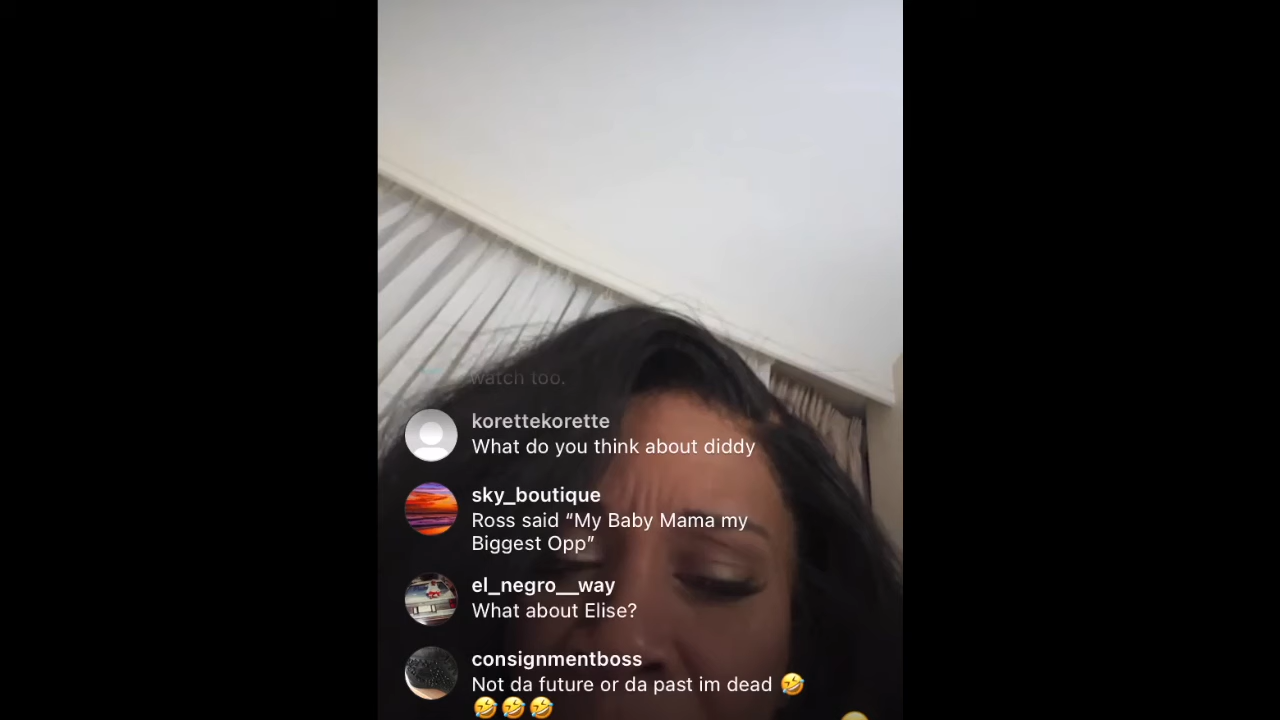 watch too.
korettekorette
What do you think about diddy
sky_boutique
Ross said “My Baby Mama my
Biggest Opp”
el_negro__way
What about Elise?
consignmentboss
Not da future or da past im dead 🤣
🤣🤣🤣